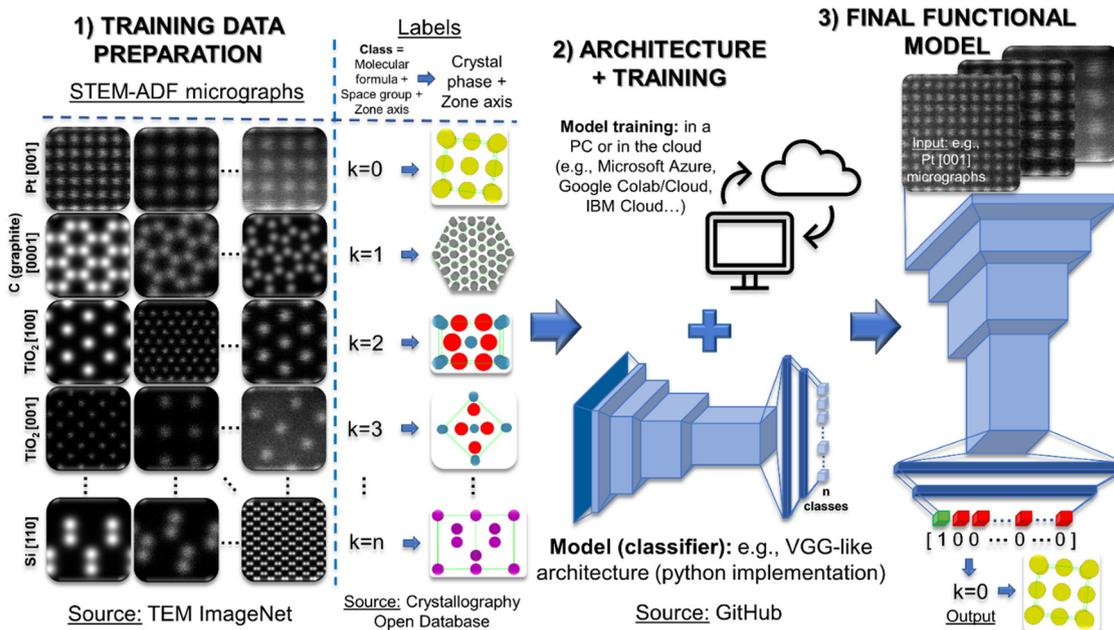 1) TRAINING DATA
PREPARATION
STEM-ADF micrographs
Pt [001]
C (graphite)
[0001]
TiO2 [100]
TiO2 [001]
Si [110]
Source: TEM ImageNet
Labels
Class =
Molecular
formula +
Space group +
Zone axis
Crystal
phase +
Zone axis
k=0
k=1
k=2
k=3
k=n
Source: Crystallography
Open Database
2) ARCHITECTURE
+ TRAINING
Model training: in a
PC or in the cloud
(e.g., Microsoft Azure,
Google Colab/Cloud,
IBM Cloud…)
n
classes
Model (classifier): e.g., VGG-like
architecture (python implementation)
Source: GitHub
3) FINAL FUNCTIONAL
MODEL
Input: e.g.,
Pt [001]
micrographs
[ 1 0 0 ... 0 ... 0 ]
k=0
Output